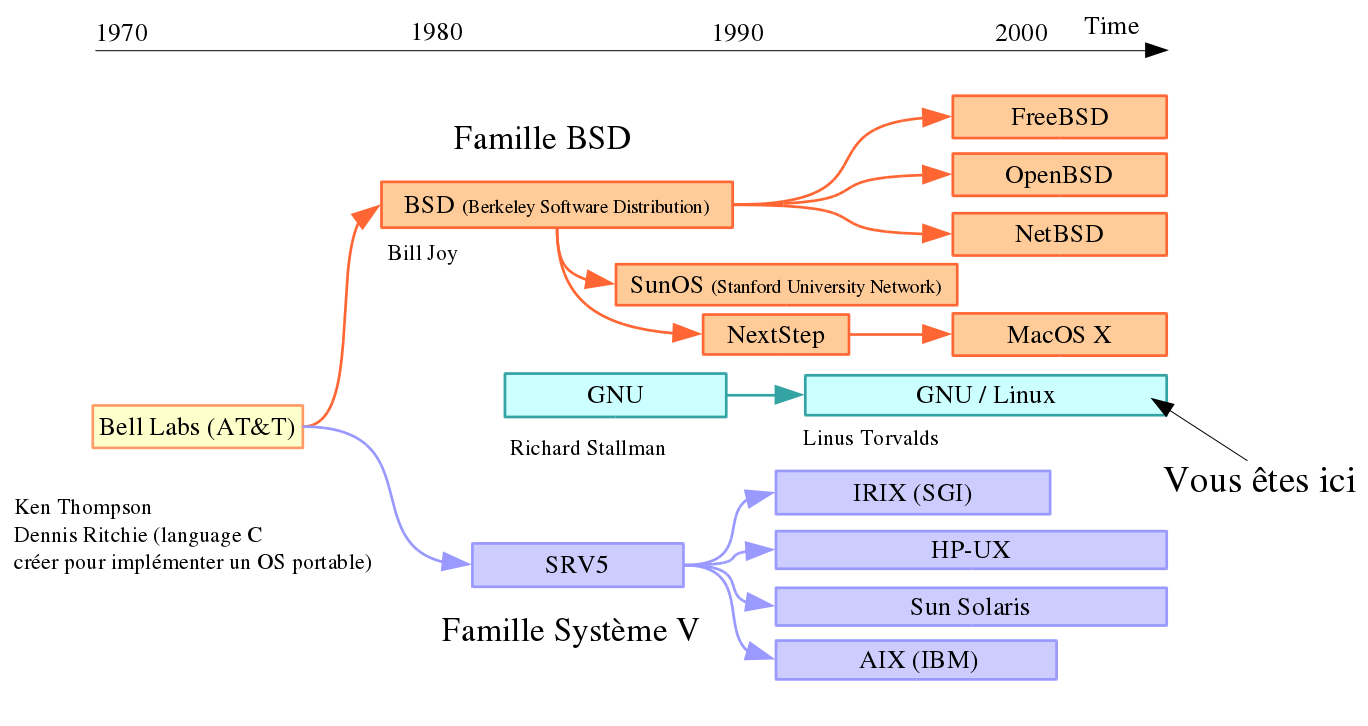 1970
1980
1990
2000
Time
Famille BSD
FreeBSD
OpenBSD
BSD (Berkeley Software Distribution)
NetBSD
Bill Joy
SunOS (Stanford University Network)
NextStep
MacOS X
GNU
GNU / Linux
Bell Labs (AT&T)
Richard Stallman
Linus Torvalds
Vous êtes ici
IRIX (SGI)
Ken Thompson
Dennis Ritchie (language C
créer pour implémenter un OS portable)
HP-UX
SRV5
Sun Solaris
Famille Système V
AIX (IBM)